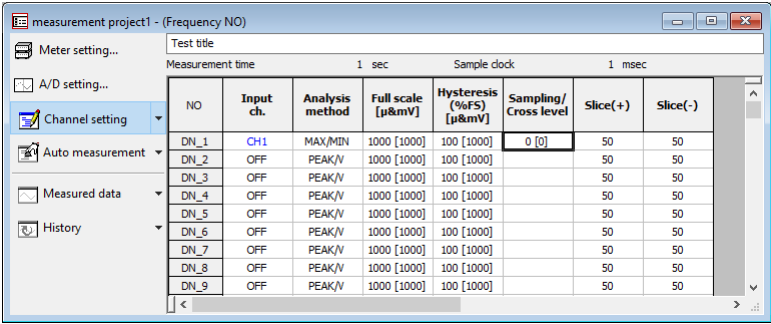 measurement project1 - (Frequency NO)
Meter setting...
A/D setting...
Channel setting
Auto measurement
Measured data
History
Test title
Measurement time 1 sec Sample clock 1 msec
NO Input ch. Analysis method Full scale [µ&mV] Hysteresis (%FS) [µ&mV] Sampling/ Cross level Slice(+) Slice(-)
DN_1 CH1 MAX/MIN 1000 [1000] 100 [1000] 0 [0] 50 50
DN_2 OFF PEAK/V 1000 [1000] 100 [1000] 50 50
DN_3 OFF PEAK/V 1000 [1000] 100 [1000] 50 50
DN_4 OFF PEAK/V 1000 [1000] 100 [1000] 50 50
DN_5 OFF PEAK/V 1000 [1000] 100 [1000] 50 50
DN_6 OFF PEAK/V 1000 [1000] 100 [1000] 50 50
DN_7 OFF PEAK/V 1000 [1000] 100 [1000] 50 50
DN_8 OFF PEAK/V 1000 [1000] 100 [1000] 50 50
DN_9 OFF PEAK/V 1000 [1000] 100 [1000] 50 50